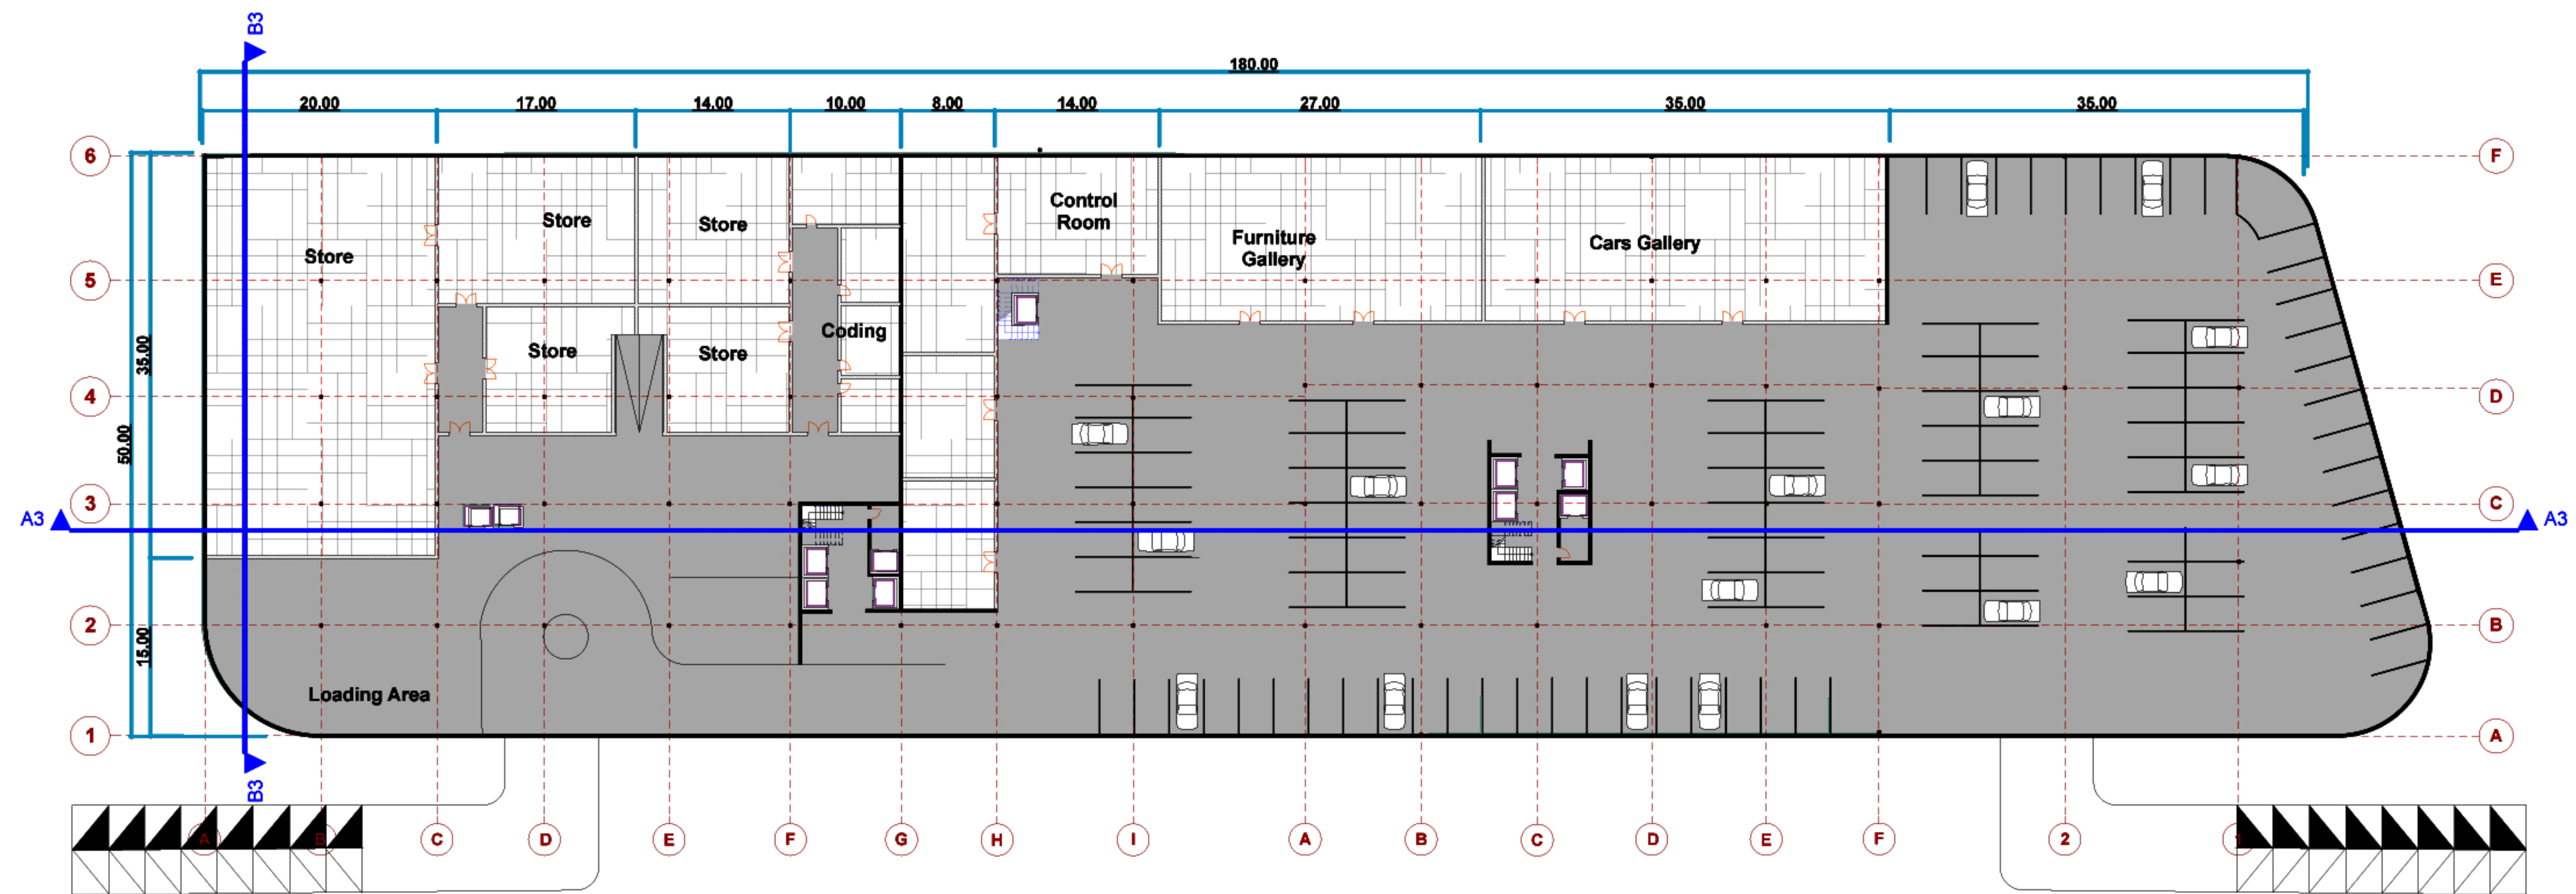 B3
180.00
20.00
17.00
14.00
10.00
8.00
14.00
27.00
35.00
35.00
6
F
Store
Store
Store
Control
Room
Furniture
Gallery
Cars Gallery
5
E
Store
Store
Coding
35.00
4
D
50.00
3
C
A3
A3
2
B
15.00
Loading Area
1
A
B3
A
B
C
D
E
F
G
H
I
A
B
C
D
E
F
2
1